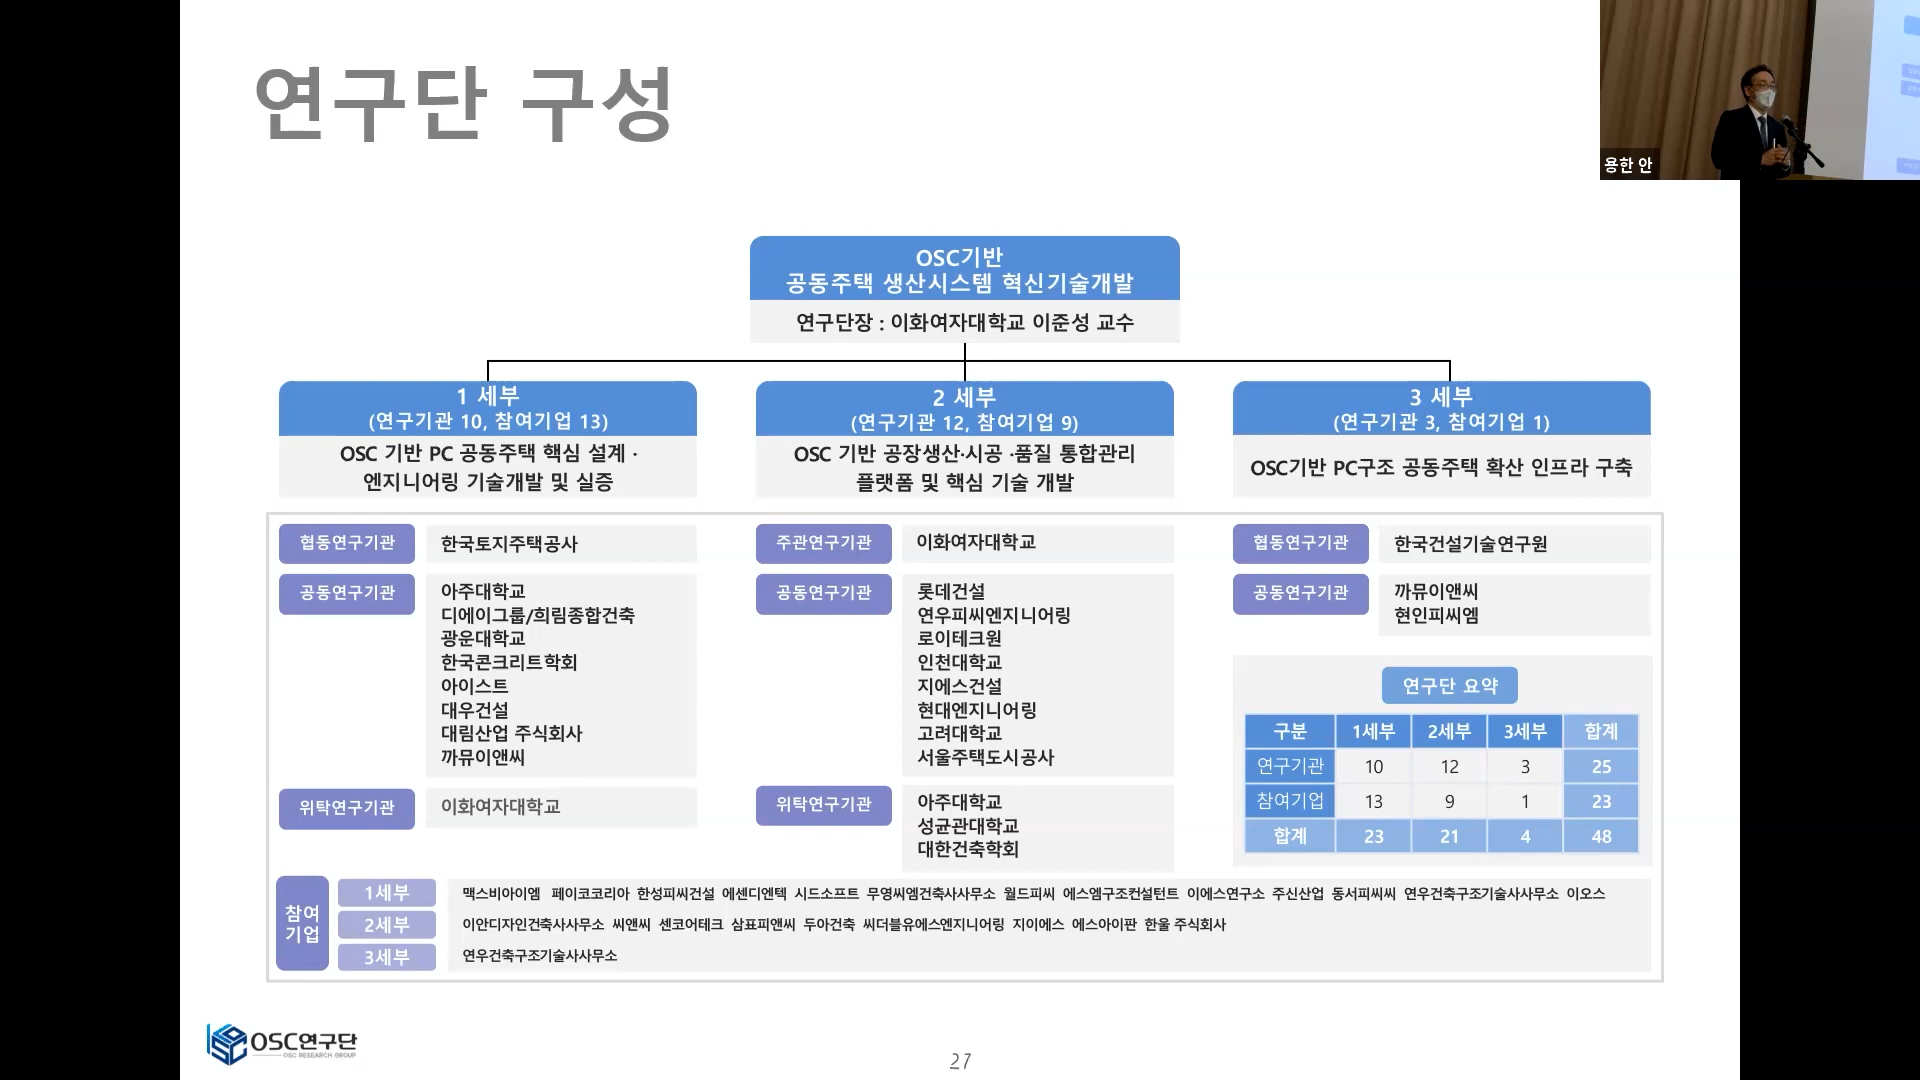 연구단 구성
용한 안
OSC기반
공동주택 생산시스템 혁신기술개발
연구단장 : 이화여자대학교 이준성 교수
1 세부
(연구기관 10, 참여기업 13)
OSC 기반 PC 공동주택 핵심 설계 ·
엔지니어링 기술개발 및 실증
2 세부
(연구기관 12, 참여기업 9)
OSC 기반 공장생산·시공 ·품질 통합관리
플랫폼 및 핵심 기술 개발
3 세부
(연구기관 3, 참여기업 1)
OSC기반 PC구조 공동주택 확산 인프라 구축
협동연구기관
한국토지주택공사
공동연구기관
아주대학교
디에이그룹/희림종합건축
광운대학교
한국콘크리트학회
아이스트
대우건설
대림산업 주식회사
까뮤이앤씨
위탁연구기관
이화여자대학교
주관연구기관
이화여자대학교
공동연구기관
롯데건설
연우피씨엔지니어링
로이테크원
인천대학교
지에스건설
현대엔지니어링
고려대학교
서울주택도시공사
위탁연구기관
아주대학교
성균관대학교
대한건축학회
협동연구기관
한국건설기술연구원
공동연구기관
까뮤이앤씨
현인피씨엠
연구단 요약
구분 1세부 2세부 3세부 합계
연구기관 10 12 3 25
참여기업 13 9 1 23
합계 23 21 4 48
참여
기업
1세부 맥스비아이엠 페이코코리아 한성피씨건설 에센디엔텍 시드소프트 무영씨엠건축사사무소 월드피씨 에스엠구조컨설턴트 이에스연구소 주신산업 동서피씨씨 연우건축구조기술사사무소 이오스
2세부 이안디자인건축사사무소 씨앤씨 센코어테크 삼표피앤씨 두아건축 씨더블유에스엔지니어링 지이에스 에스아이판 한울 주식회사
3세부 연우건축구조기술사사무소
OSC연구단
OSC RESEARCH GROUP
27